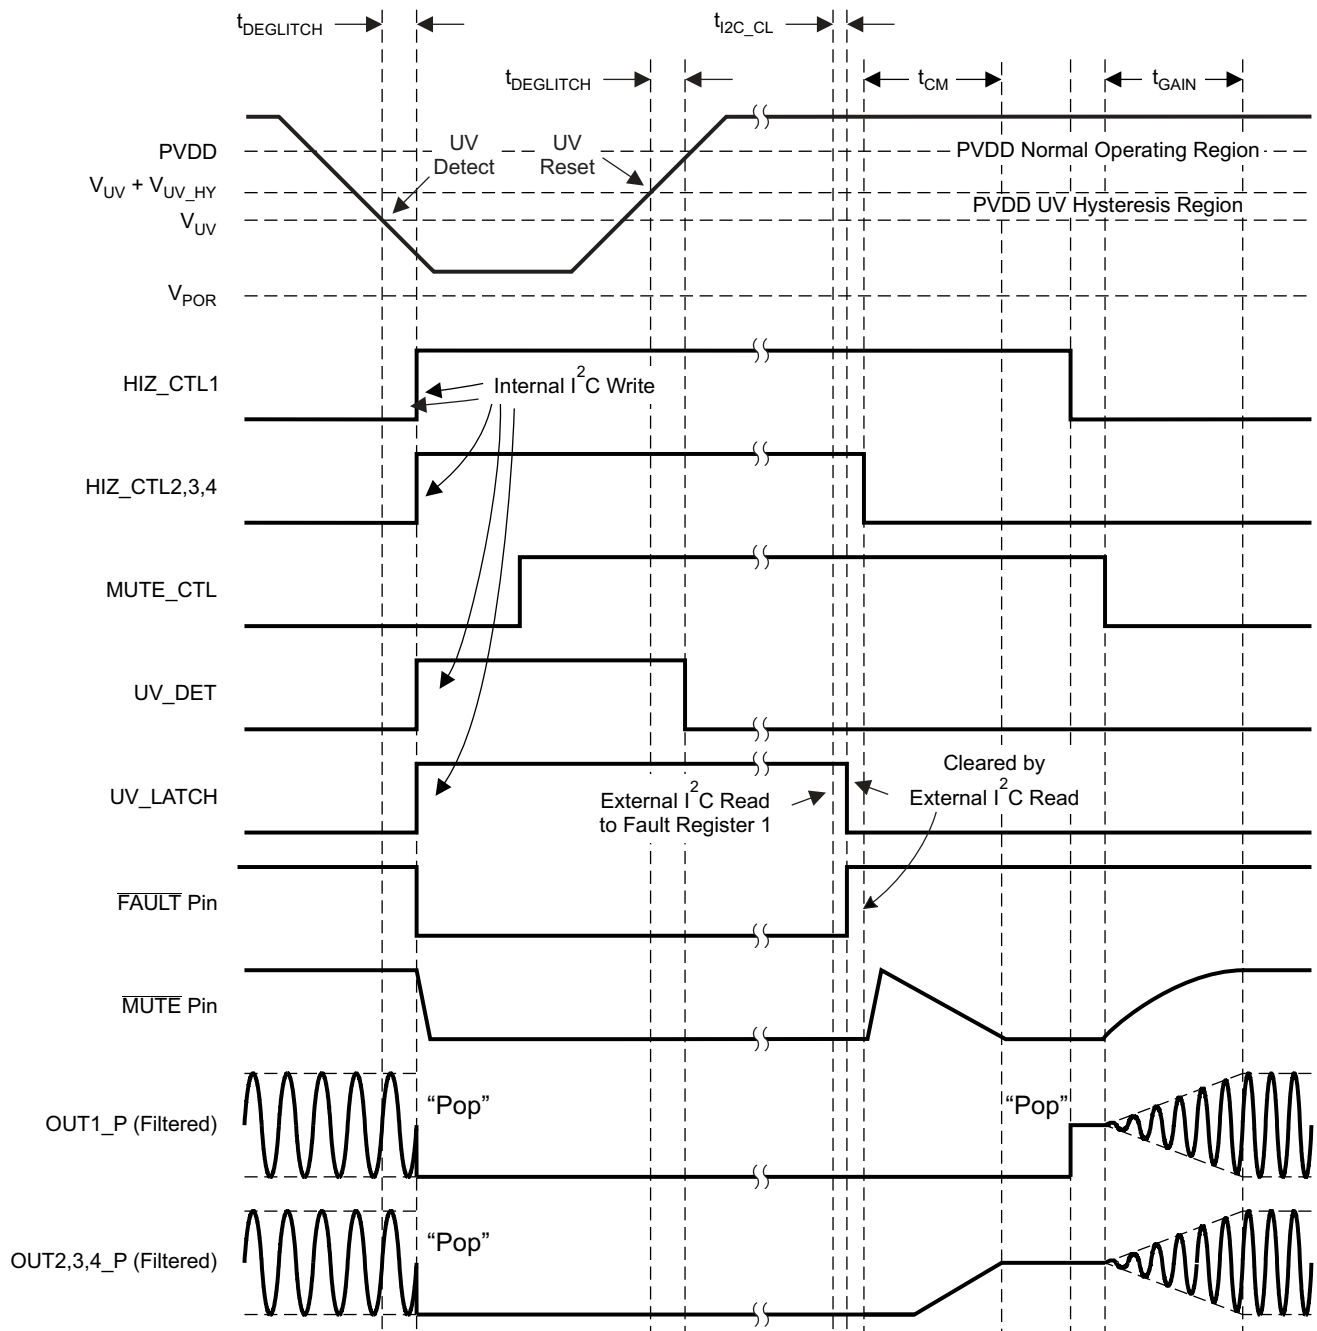 tDEGLITCH
tI2C_CL
tDEGLITCH
tCM
tGAIN
PVDD
UV
Detect
UV
Reset
PVDD Normal Operating Region
VUV + VUV_HY
PVDD UV Hysteresis Region
VUV
VPOR
HIZ_CTL1
Internal I2C Write
HIZ_CTL2,3,4
MUTE_CTL
UV_DET
UV_LATCH
External I2C Read
to Fault Register 1
Cleared by
External I2C Read
FAULT Pin
MUTE Pin
OUT1_P (Filtered)
“Pop”
“Pop”
OUT2,3,4_P (Filtered)
“Pop”